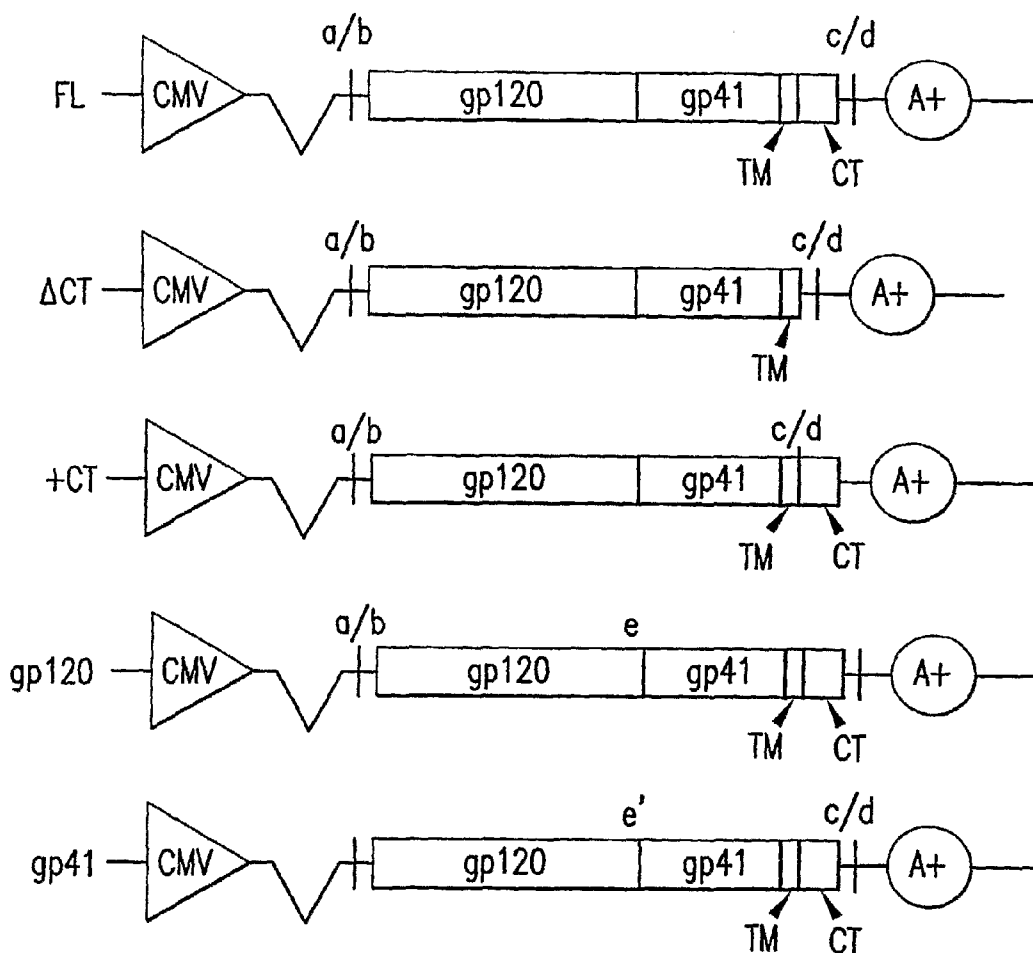 a/b c/d
FL CMV gp120 gp41 A+
TM CT
a/b c/d
ΔCT CMV gp120 gp41 A+
TM
a/b c/d
+CT CMV gp120 gp41 A+
TM CT
a/b e
gp120 CMV gp120 gp41 A+
TM CT
e' c/d
gp41 CMV gp120 gp41 A+
TM CT